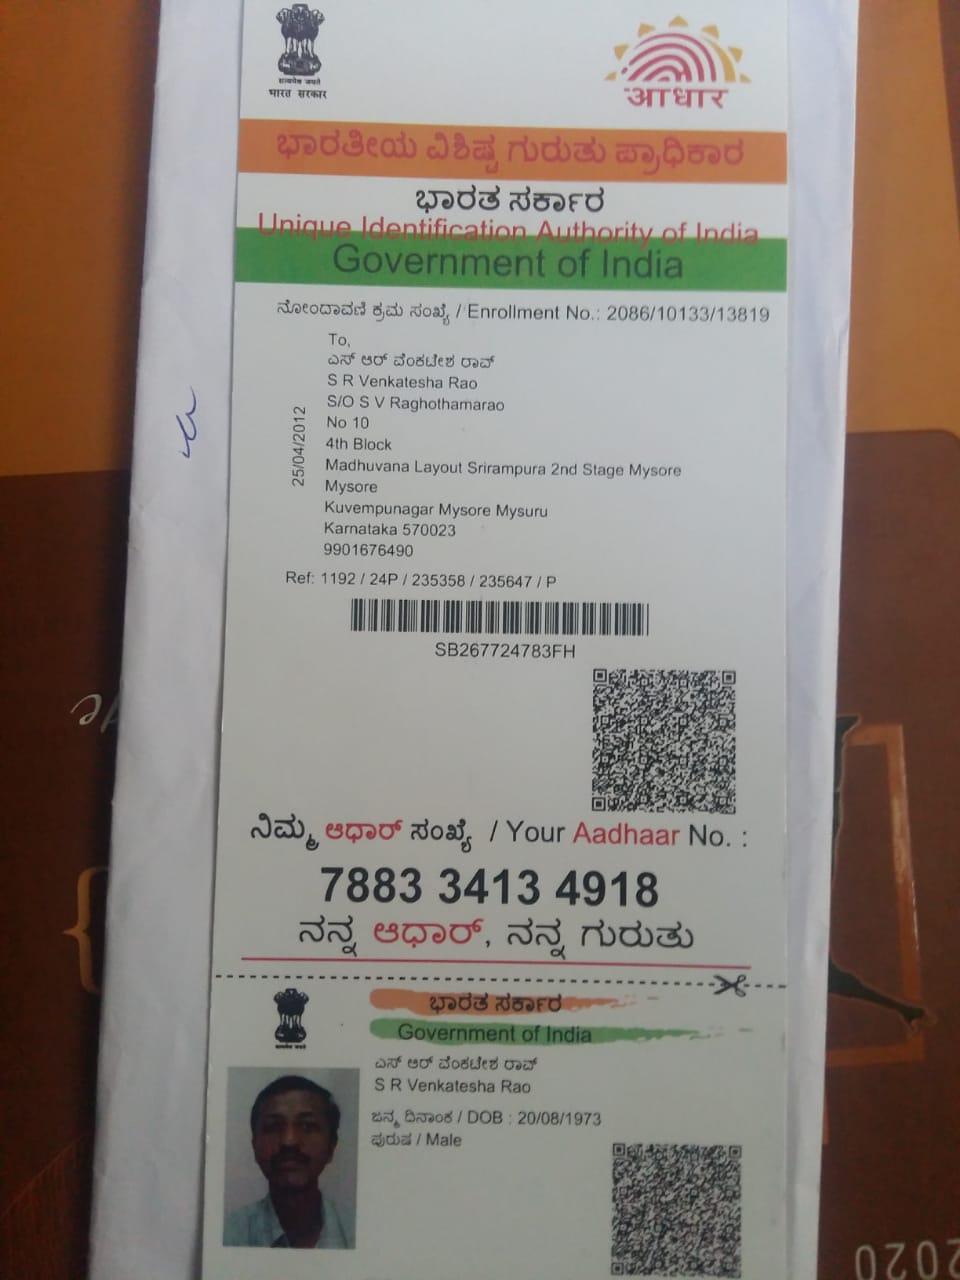 सत्यमेव जयते
भारत सरकार
आधार
ಭಾರತೀಯ ವಿಶಿಷ್ಟ ಗುರುತು ಪ್ರಾಧಿಕಾರ
ಭಾರತ ಸರ್ಕಾರ
Unique Identification Authority of India
Government of India
ನೋಂದಾವಣಿ ಕ್ರಮ ಸಂಖ್ಯೆ / Enrollment No.: 2086/10133/13819
To,
ಎಸ್ ಆರ್ ವೆಂಕಟೇಶ ರಾವ್
S R Venkatesha Rao
S/O S V Raghothamarao
No 10
4th Block
Madhuvana Layout Srirampura 2nd Stage Mysore
Mysore
Kuvempunagar Mysore Mysuru
Karnataka 570023
9901676490
25/04/2012
Ref: 1192 / 24P / 235358 / 235647 / P
SB267724783FH
ನಿಮ್ಮ ಆಧಾರ್ ಸಂಖ್ಯೆ / Your Aadhaar No. :
7883 3413 4918
ನನ್ನ ಆಧಾರ್, ನನ್ನ ಗುರುತು
ಭಾರತ ಸರ್ಕಾರ
Government of India
ಎಸ್ ಆರ್ ವೆಂಕಟೇಶ ರಾವ್
S R Venkatesha Rao
ಜನ್ಮ ದಿನಾಂಕ / DOB : 20/08/1973
ಪುರುಷ / Male
2020